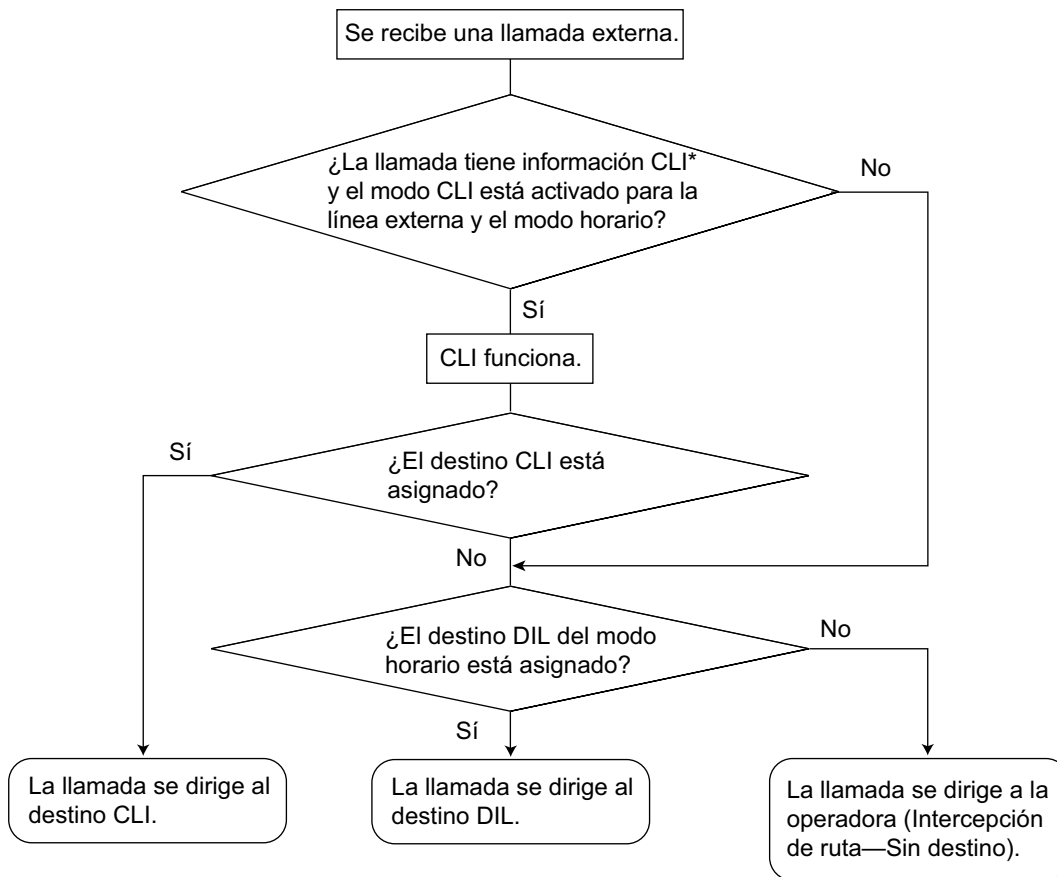 Se recibe una llamada externa.
¿La llamada tiene información CLI*
y el modo CLI está activado para la
línea externa y el modo horario?
No
Sí
CLI funciona.
Sí
¿El destino CLI está
asignado?
No
¿El destino DIL del modo
horario está asignado?
No
Sí
La llamada se dirige al
destino CLI.
La llamada se dirige al
destino DIL.
La llamada se dirige a la
operadora (Intercepción
de ruta—Sin destino).